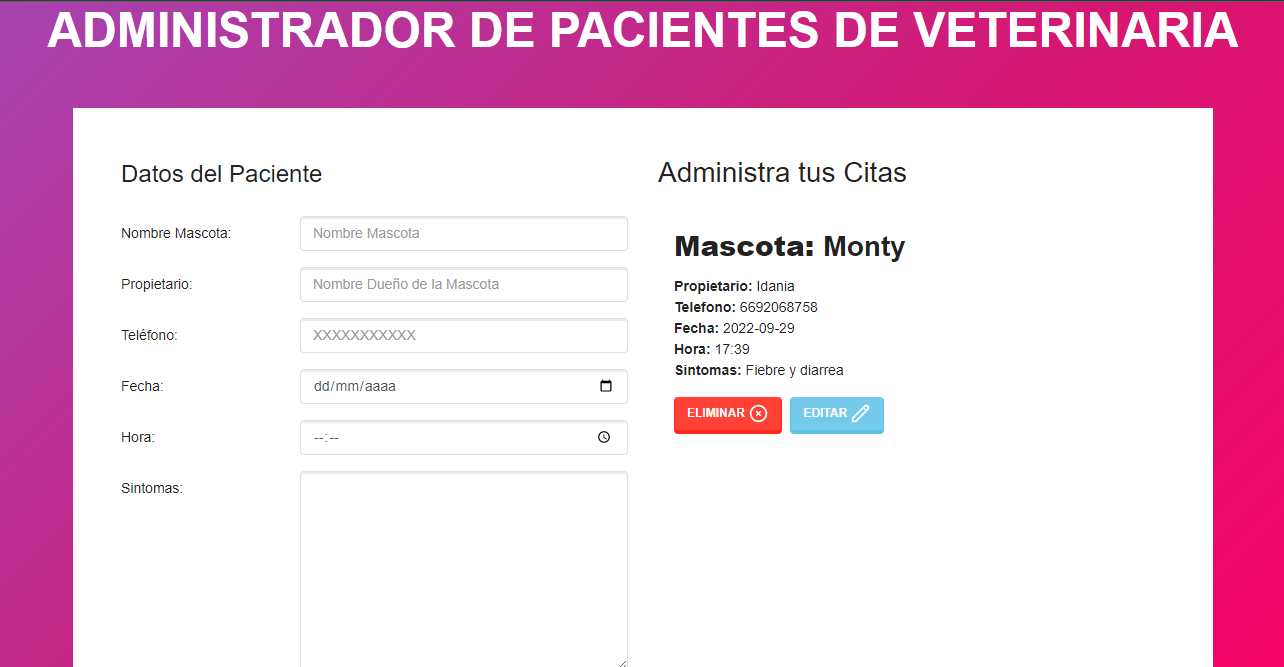 ADMINISTRADOR DE PACIENTES DE VETERINARIA
Datos del Paciente
Nombre Mascota:
Nombre Mascota
Propietario:
Nombre Dueño de la Mascota
Teléfono:
XXXXXXXXXXX
Fecha:
dd/mm/aaaa
Hora:
--:--
Sintomas:
Administra tus Citas
Mascota: Monty
Propietario: Idania
Telefono: 6692068758
Fecha: 2022-09-29
Hora: 17:39
Sintomas: Fiebre y diarrea
ELIMINAR
EDITAR